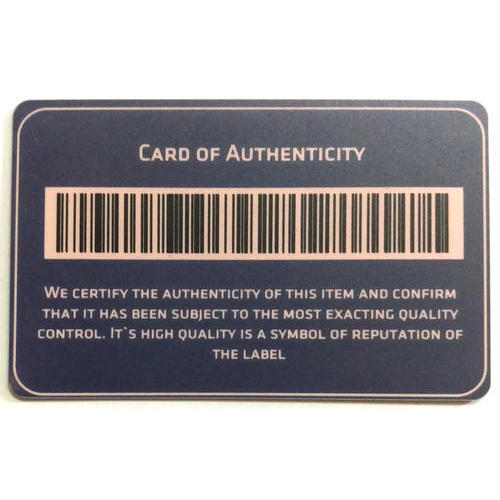 CARD OF AUTHENTICITY
WE CERTIFY THE AUTHENTICITY OF THIS ITEM AND CONFIRM
THAT IT HAS BEEN SUBJECT TO THE MOST EXACTING QUALITY
CONTROL. IT`S HIGH QUALITY IS A SYMBOL OF REPUTATION OF
THE LABEL